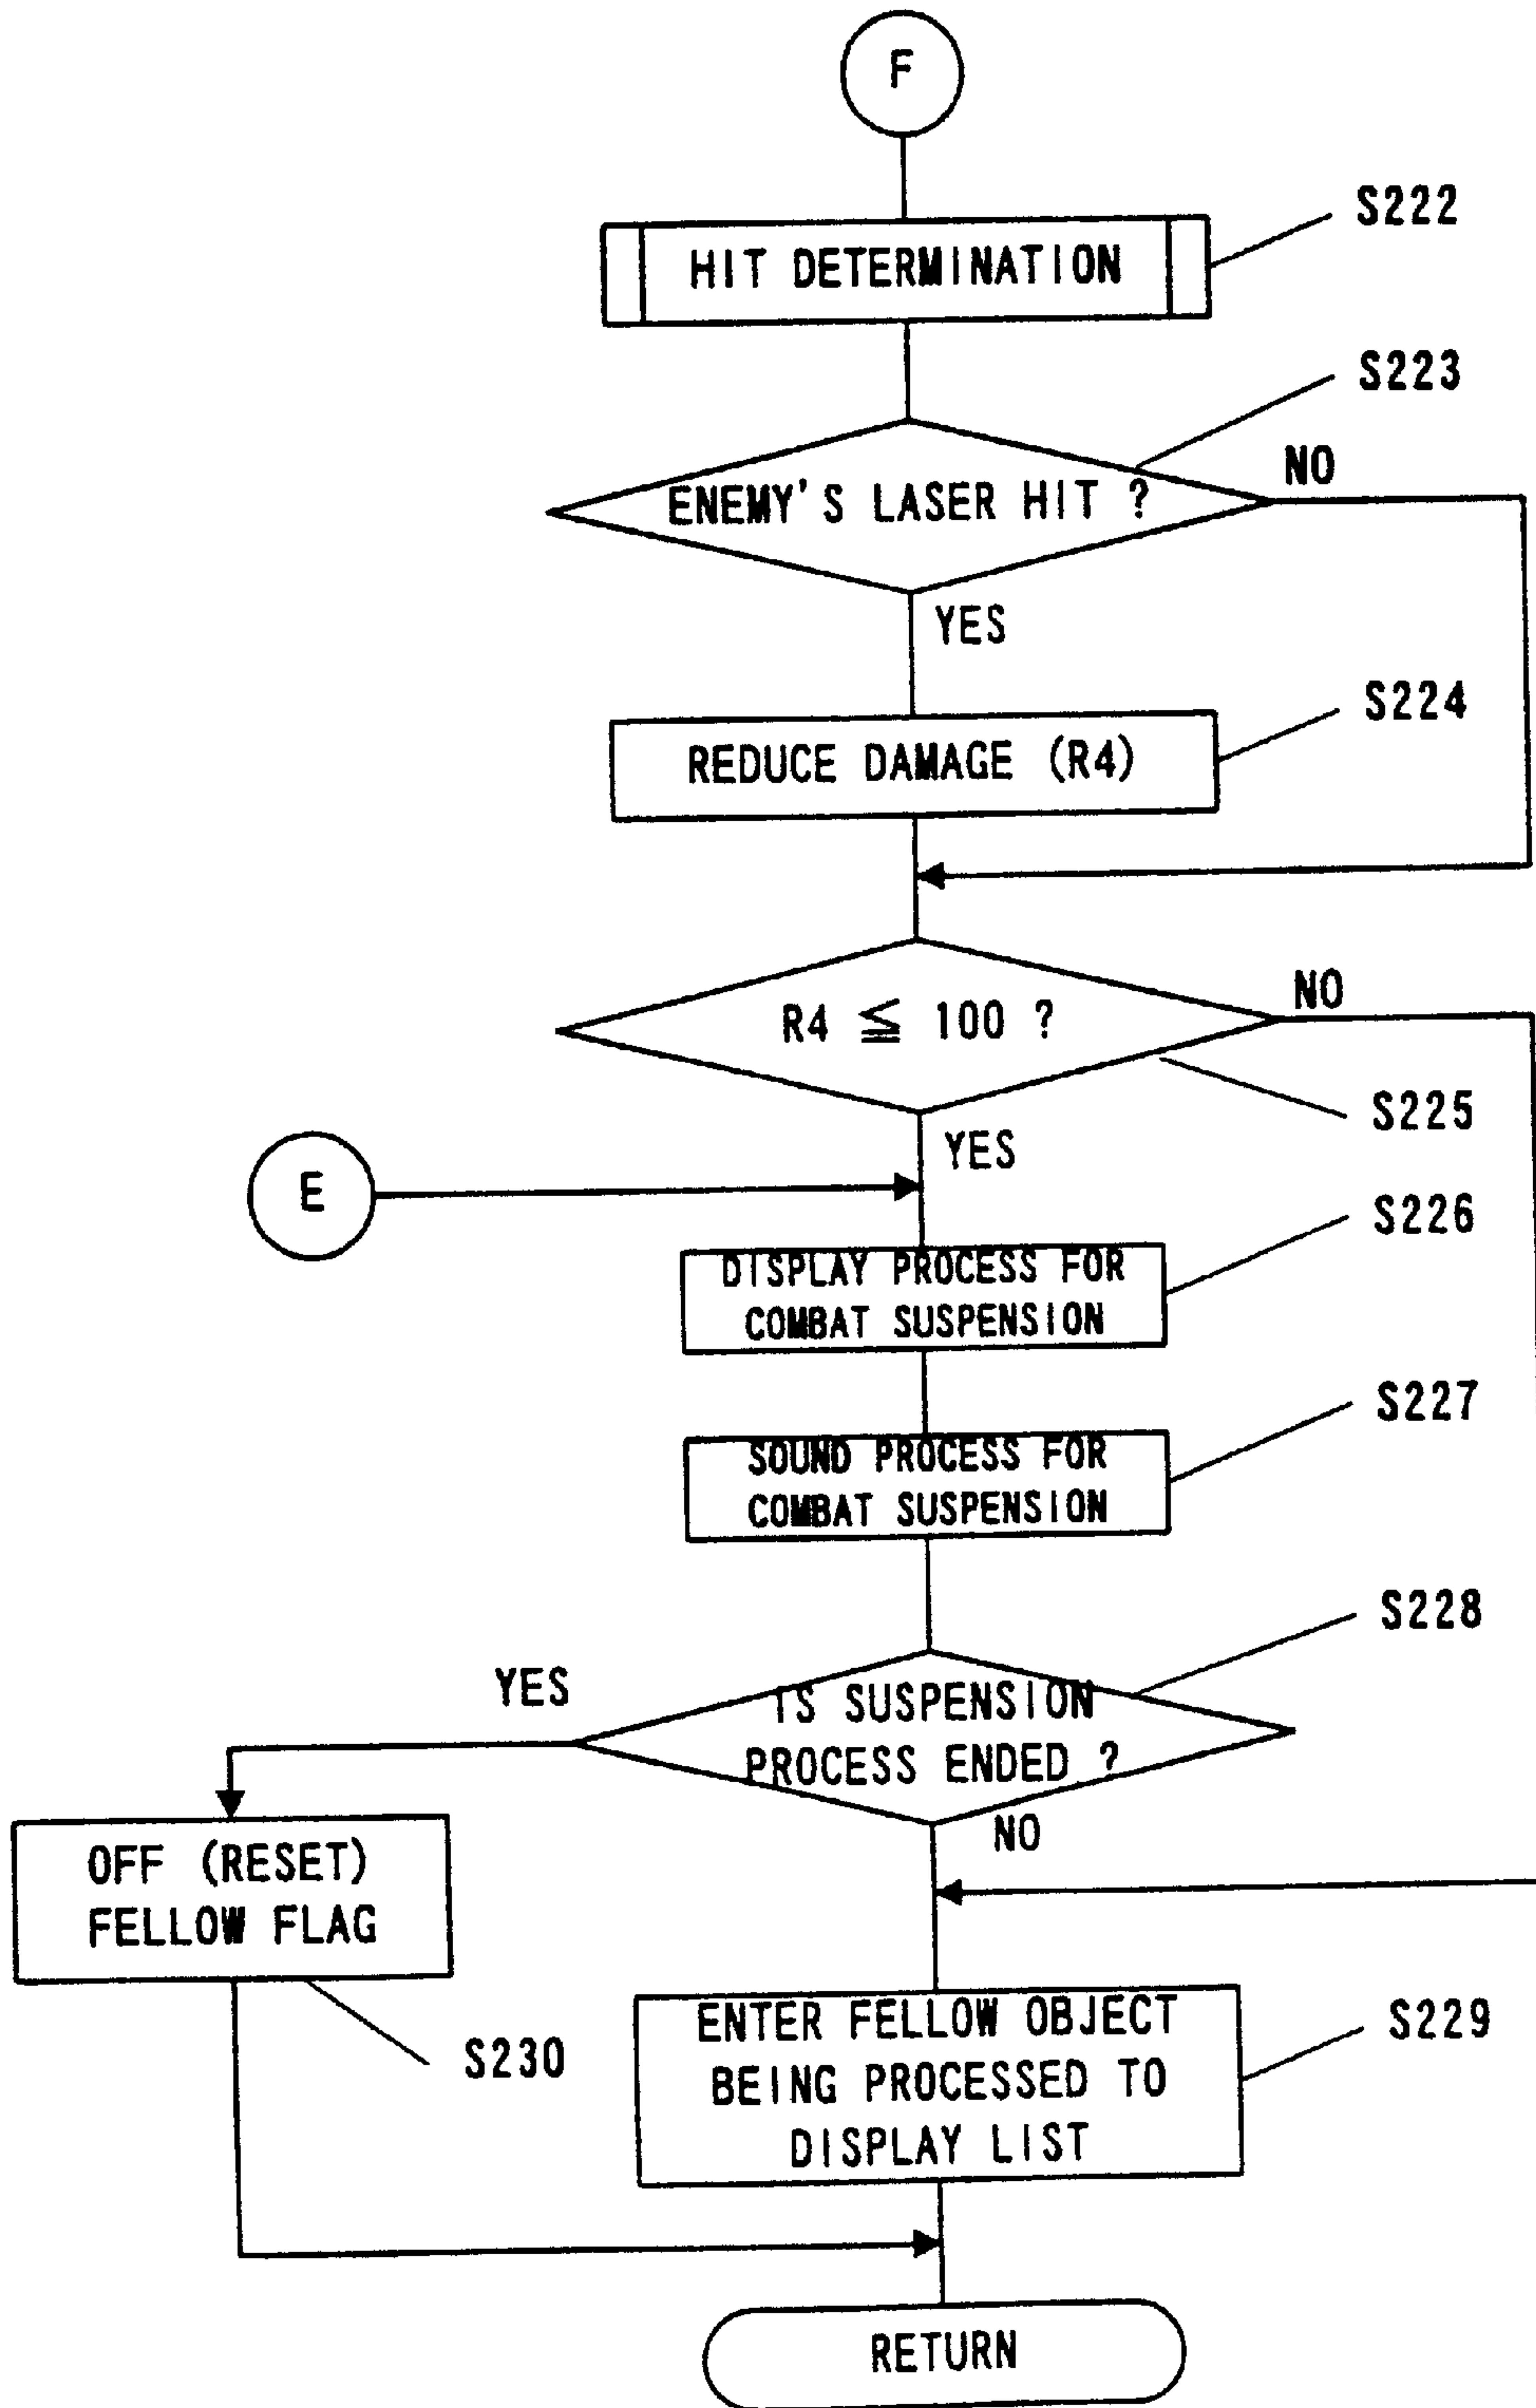 F
HIT DETERMINATION
S222
S223
ENEMY'S LASER HIT ?
NO
YES
S224
REDUCE DAMAGE (R4)
R4 ≦ 100 ?
NO
S225
YES
E
S226
DISPLAY PROCESS FOR
COMBAT SUSPENSION
S227
SOUND PROCESS FOR
COMBAT SUSPENSION
S228
YES
IS SUSPENSION
PROCESS ENDED ?
NO
OFF (RESET)
FELLOW FLAG
S230
ENTER FELLOW OBJECT
BEING PROCESSED TO
DISPLAY LIST
S229
RETURN